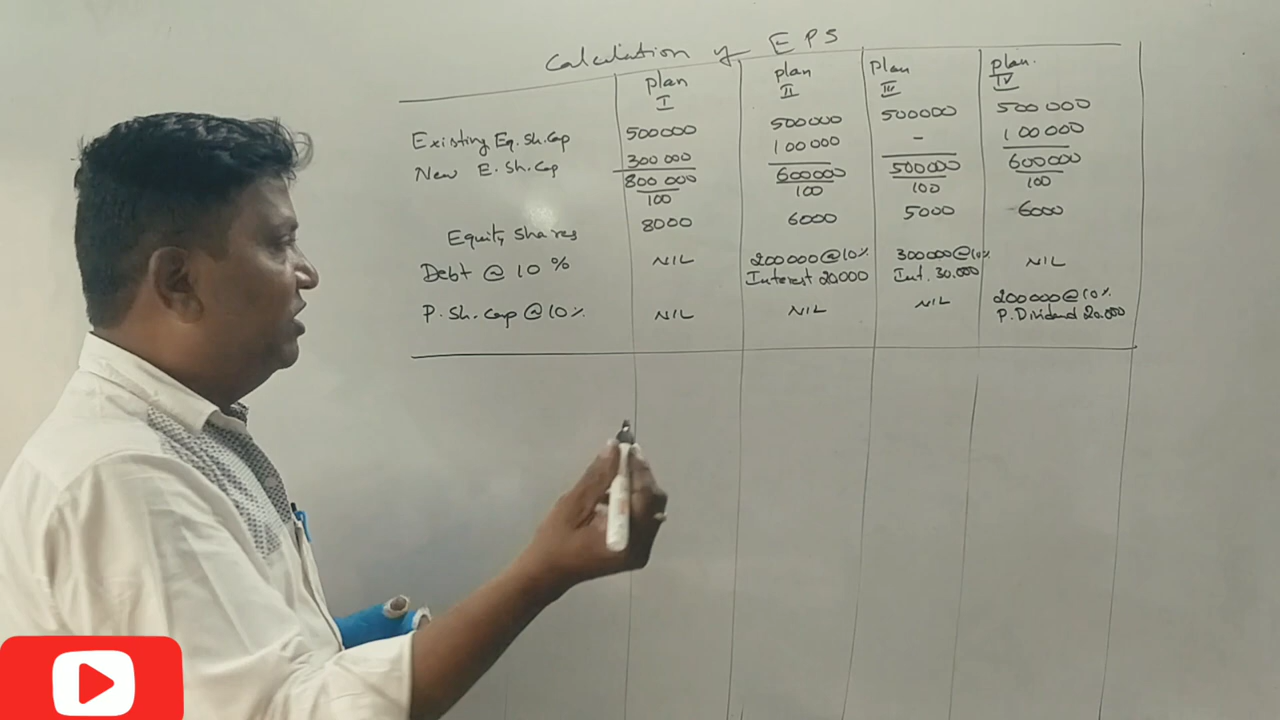 Calculation of EPS
plan I plan II plan III plan. IV
Existing Eq. Sh. Cap 500000 500000 500000 500000
New E. Sh. Cap 300000 100000 - 100000
800000 600000 500000 600000
100 100 100 100
Equity Shares 8000 6000 5000 6000
Debt @ 10% NIL 200000@10% 300000@10% NIL
Interest 20000 Int. 30.000
P. Sh. Cap @ 10% NIL NIL NIL 200000@10%
P. Dividend 20.000